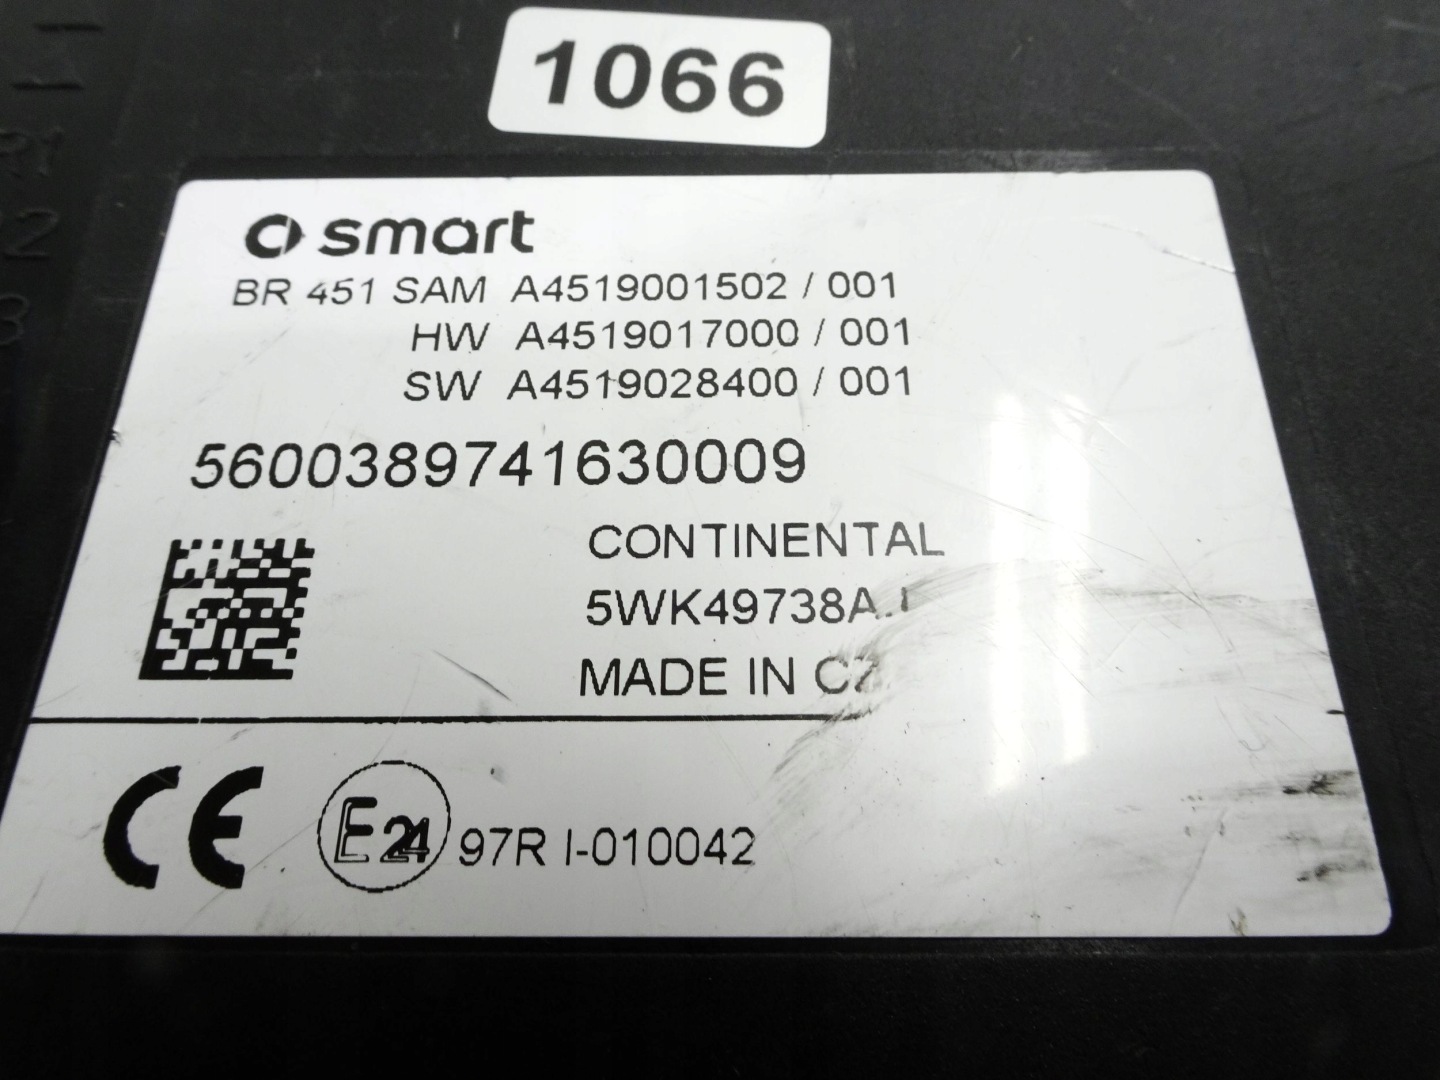 1066
smart
BR 451 SAM A4519001502 / 001
HW A4519017000 / 001
SW A4519028400 / 001
5600389741630009
CONTINENTAL
MADE IN CZ
CE
E24 97R I-010042